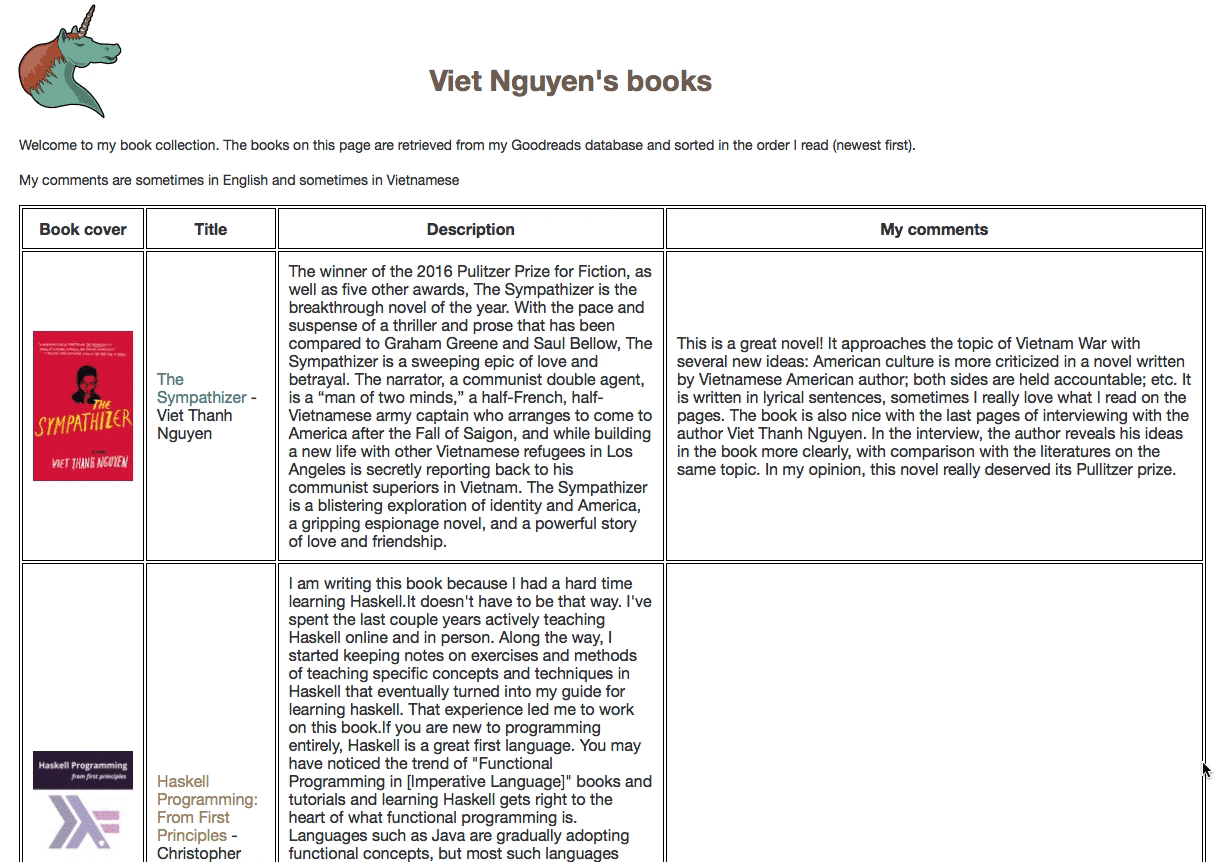 Viet Nguyen's books
Welcome to my book collection. The books on this page are retrieved from my Goodreads database and sorted in the order I read (newest first).
My comments are sometimes in English and sometimes in Vietnamese
Book cover
Title
Description
My comments
THE
SYMPATHIZER
VIET THANH NGUYEN
The
Sympathizer -
Viet Thanh
Nguyen
The winner of the 2016 Pulitzer Prize for Fiction, as
well as five other awards, The Sympathizer is the
breakthrough novel of the year. With the pace and
suspense of a thriller and prose that has been
compared to Graham Greene and Saul Bellow, The
Sympathizer is a sweeping epic of love and
betrayal. The narrator, a communist double agent,
is a “man of two minds,” a half-French, half-
Vietnamese army captain who arranges to come to
America after the Fall of Saigon, and while building
a new life with other Vietnamese refugees in Los
Angeles is secretly reporting back to his
communist superiors in Vietnam. The Sympathizer
is a blistering exploration of identity and America,
a gripping espionage novel, and a powerful story
of love and friendship.
This is a great novel! It approaches the topic of Vietnam War with
several new ideas: American culture is more criticized in a novel written
by Vietnamese American author; both sides are held accountable; etc. It
is written in lyrical sentences, sometimes I really love what I read on the
pages. The book is also nice with the last pages of interviewing with the
author Viet Thanh Nguyen. In the interview, the author reveals his ideas
in the book more clearly, with comparison with the literatures on the
same topic. In my opinion, this novel really deserved its Pullitzer prize.
Haskell Programming
from first principles
Haskell
Programming:
From First
Principles -
Christopher
I am writing this book because I had a hard time
learning Haskell.It doesn't have to be that way. I've
spent the last couple years actively teaching
Haskell online and in person. Along the way, I
started keeping notes on exercises and methods
of teaching specific concepts and techniques in
Haskell that eventually turned into my guide for
learning haskell. That experience led me to work
on this book.If you are new to programming
entirely, Haskell is a great first language. You may
have noticed the trend of "Functional
Programming in [Imperative Language]" books and
tutorials and learning Haskell gets right to the
heart of what functional programming is.
Languages such as Java are gradually adopting
functional concepts, but most such languages